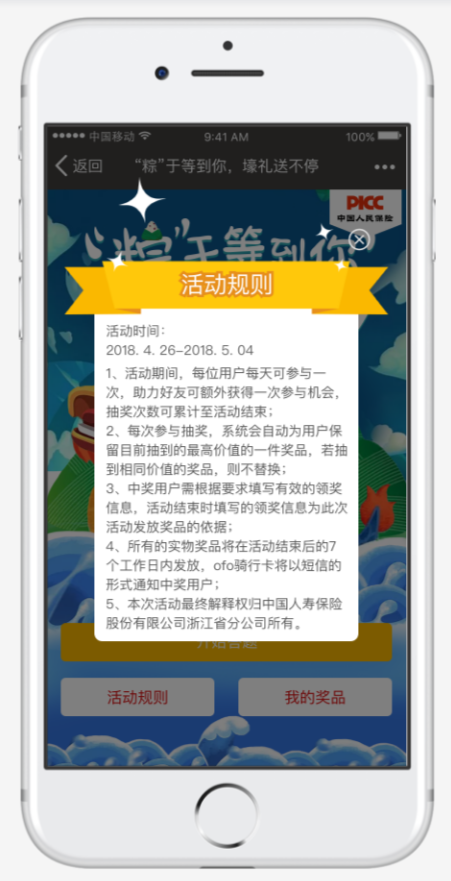 中国移动 9:41 AM 100%
返回 “粽”于等到你，壕礼送不停
PICC
中国人民保险
“粽”于等到你”
活动规则
活动时间：
2018. 4. 26-2018. 5. 04
1、活动期间，每位用户每天可参与一
次，助力好友可额外获得一次参与机会，
抽奖次数可累计至活动结束；
2、每次参与抽奖，系统会自动为用户保
留目前抽到的最高价值的一件奖品，若抽
到相同价值的奖品，则不替换；
3、中奖用户需根据要求填写有效的领奖
信息，活动结束时填写的领奖信息为此次
活动发放奖品的依据；
4、所有的实物奖品将在活动结束后的7
个工作日内发放，ofo骑行卡将以短信的
形式通知中奖用户；
5、本次活动最终解释权归中国人寿保险
股份有限公司浙江省分公司所有。
开始答题
活动规则 我的奖品